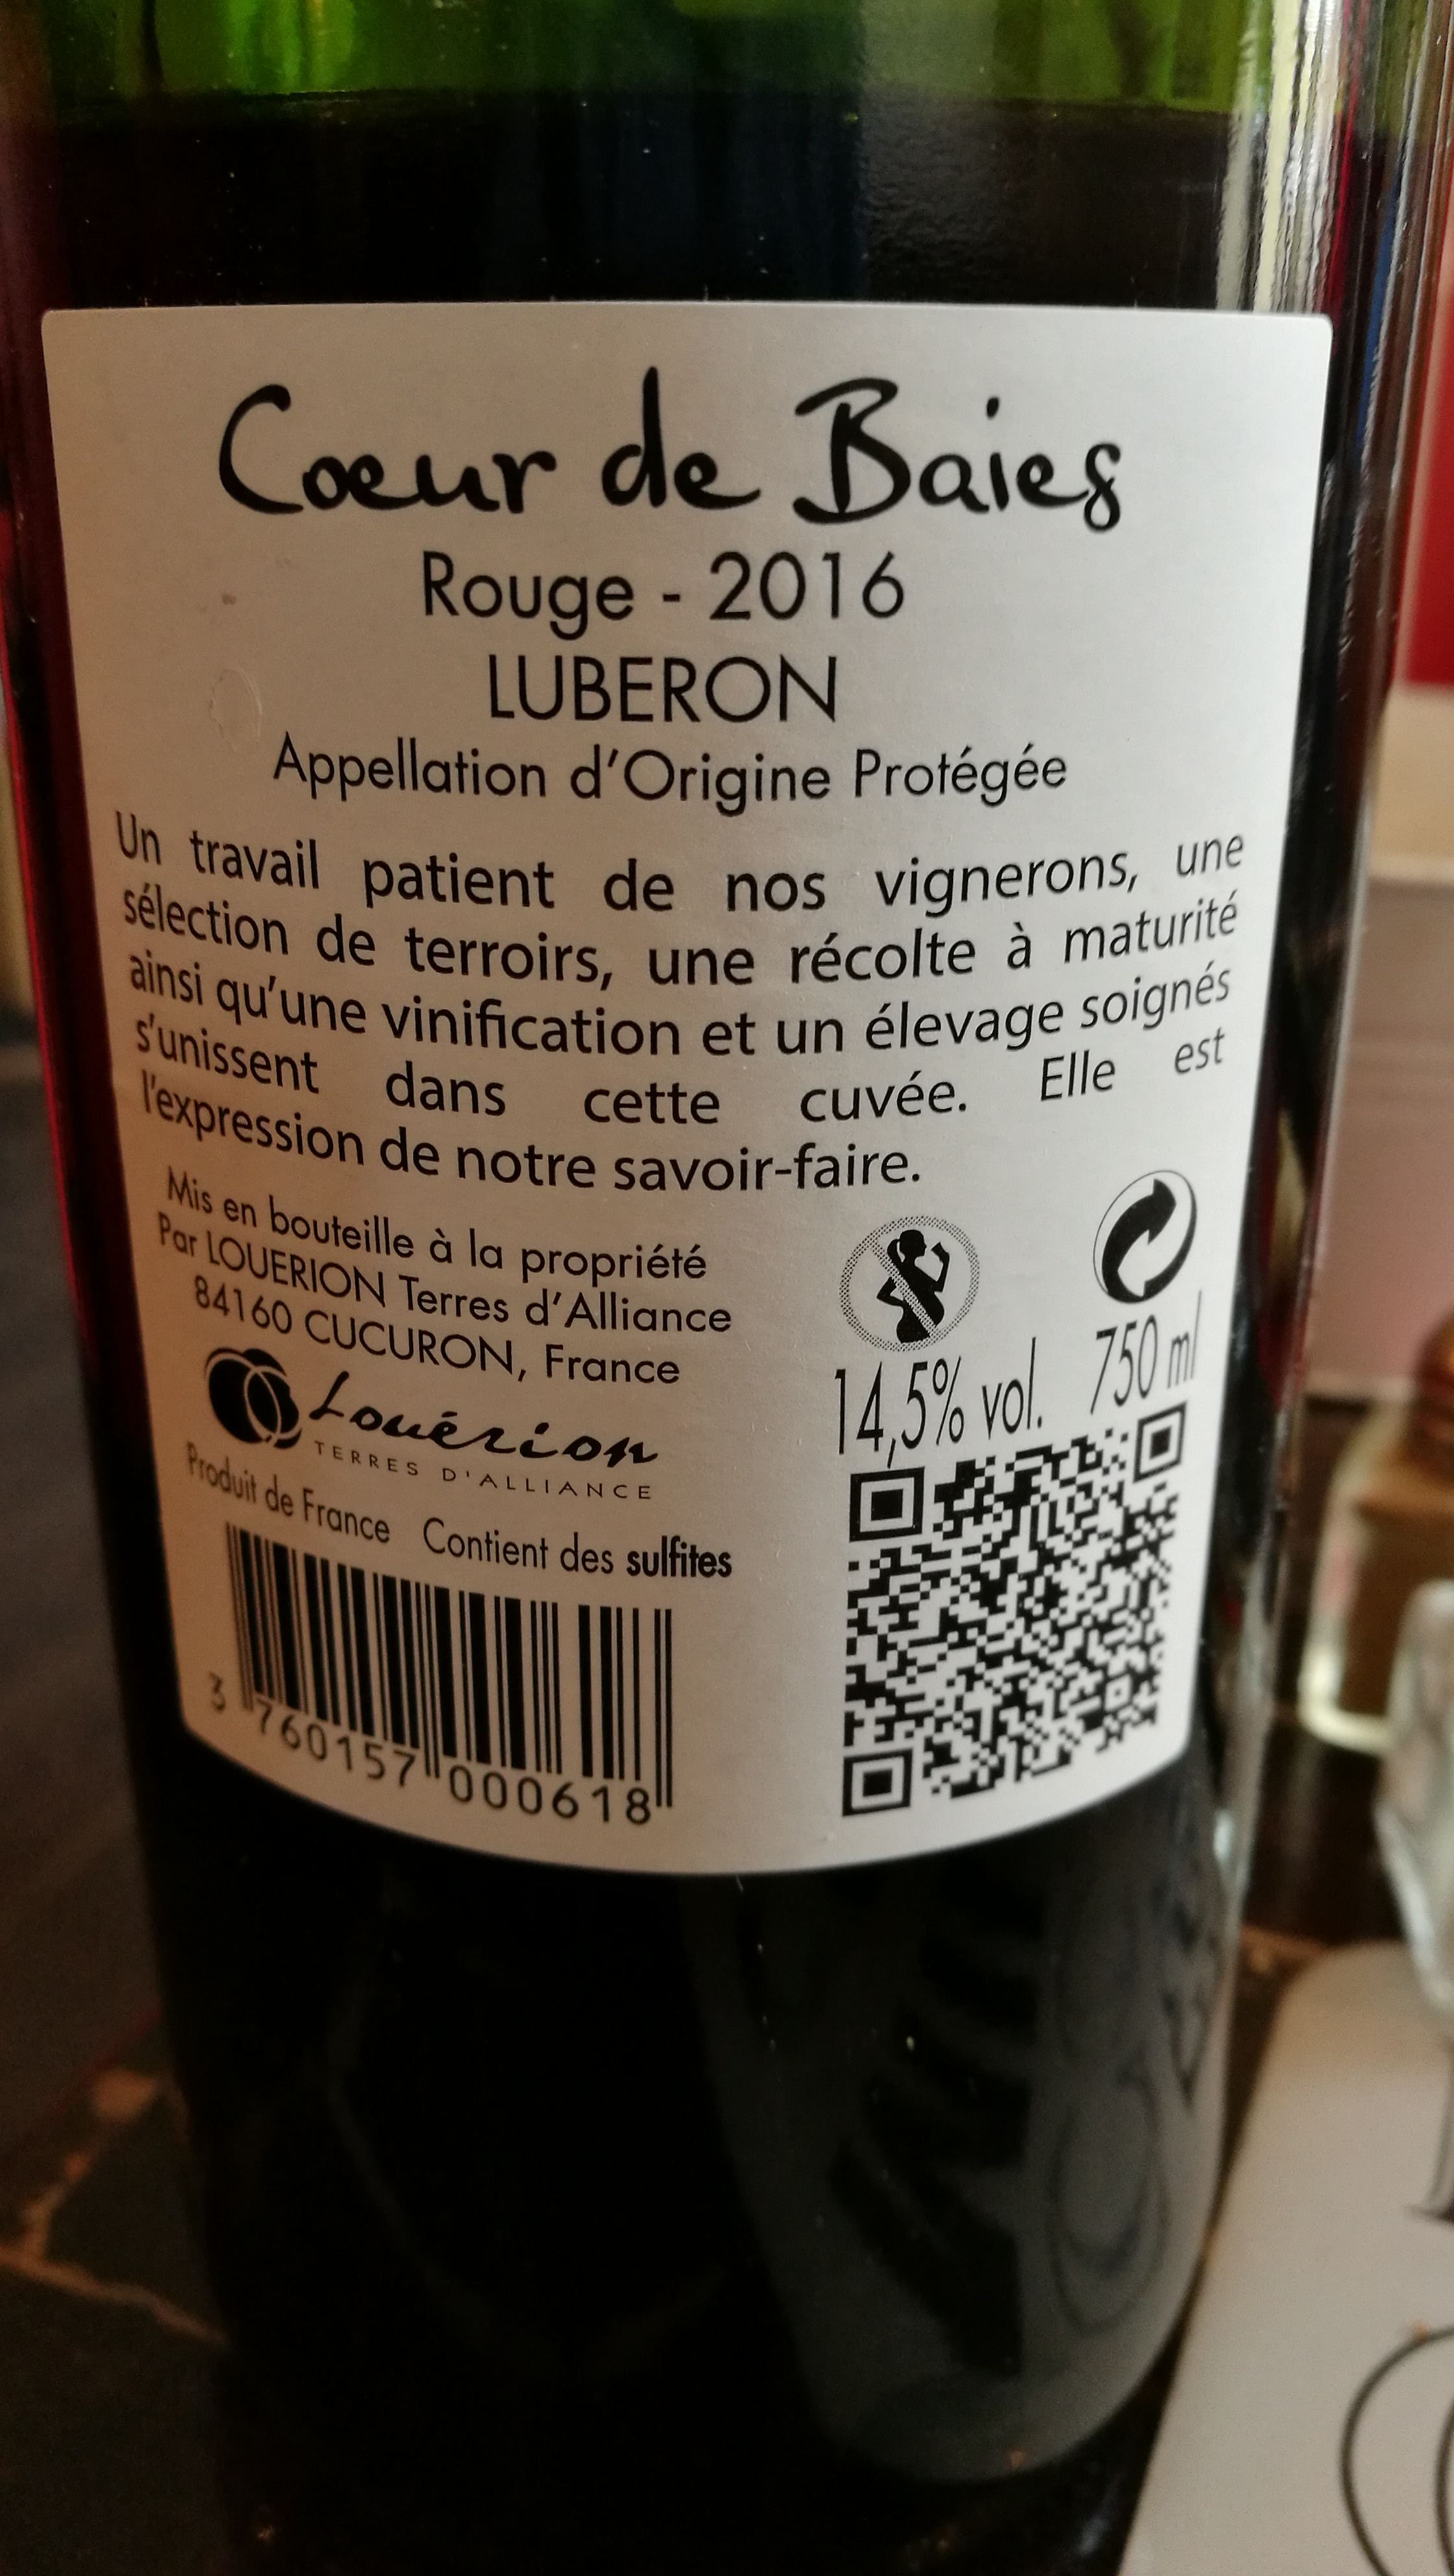 Cœur de Baies
Rouge - 2016
LUBERON
Appellation d'Origine Protégée
Un travail patient de nos vignerons, une
sélection de terroirs, une récolte à maturité
ainsi qu'une vinification et un élevage soignés
s'unissent dans cette cuvée. Elle est
l'expression de notre savoir-faire.
Mis en bouteille à la propriété
Par LOUERION Terres d'Alliance
84160 CUCURON, France
Louérion
TERRES D'ALLIANCE
14,5% vol. 750 ml
Produit de France Contient des sulfites
3 760157 000618